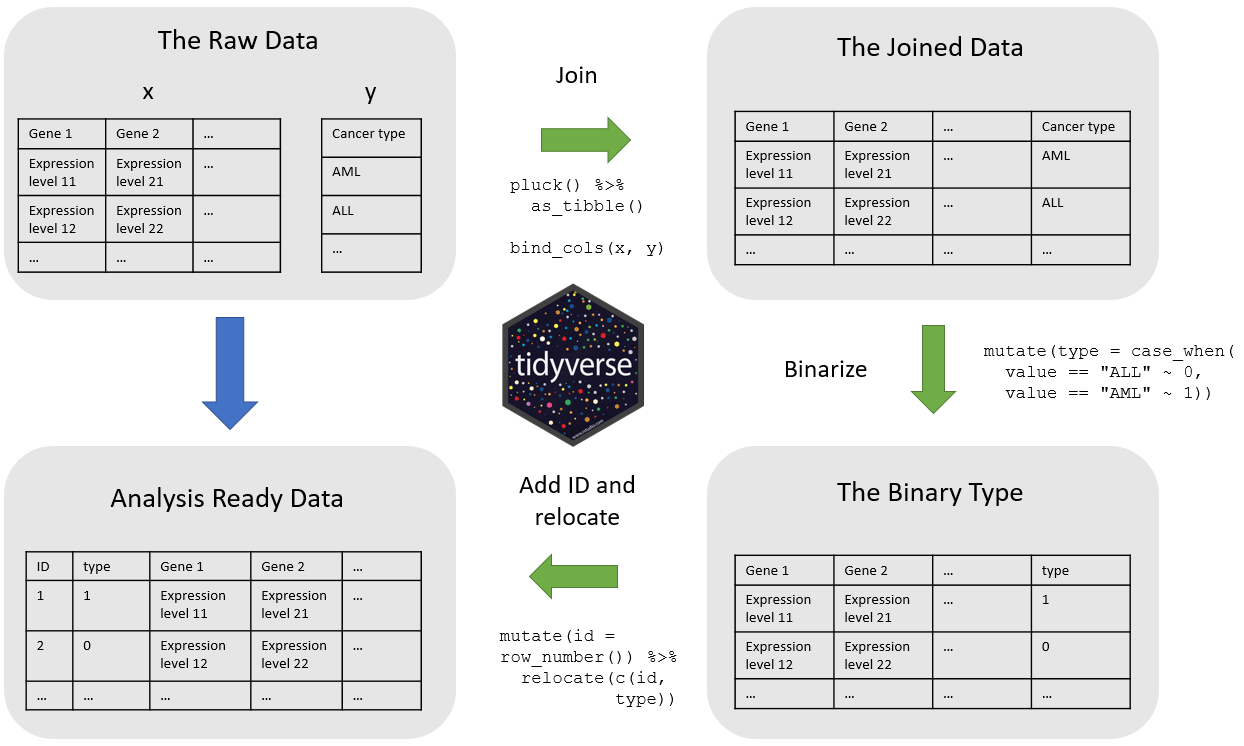 The Raw Data
x
y
Gene 1 Gene 2 ...
Expression level 11 Expression level 21 ...
Expression level 12 Expression level 22 ...
... ... ...
Cancer type
AML
ALL
...
Join
pluck() %>%
as_tibble()
bind_cols(x, y)
The Joined Data
Gene 1 Gene 2 ... Cancer type
Expression level 11 Expression level 21 ... AML
Expression level 12 Expression level 22 ... ALL
... ... ... ...
tidyverse
www.rstudio.com
Binarize
mutate(type = case_when(
value == "ALL" ~ 0,
value == "AML" ~ 1))
Analysis Ready Data
ID type Gene 1 Gene 2 ...
1 1 Expression level 11 Expression level 21 ...
2 0 Expression level 12 Expression level 22 ...
... ... ... ... ...
Add ID and
relocate
mutate(id =
row_number()) %>%
relocate(c(id,
type))
The Binary Type
Gene 1 Gene 2 ... type
Expression level 11 Expression level 21 ... 1
Expression level 12 Expression level 22 ... 0
... ... ... ...